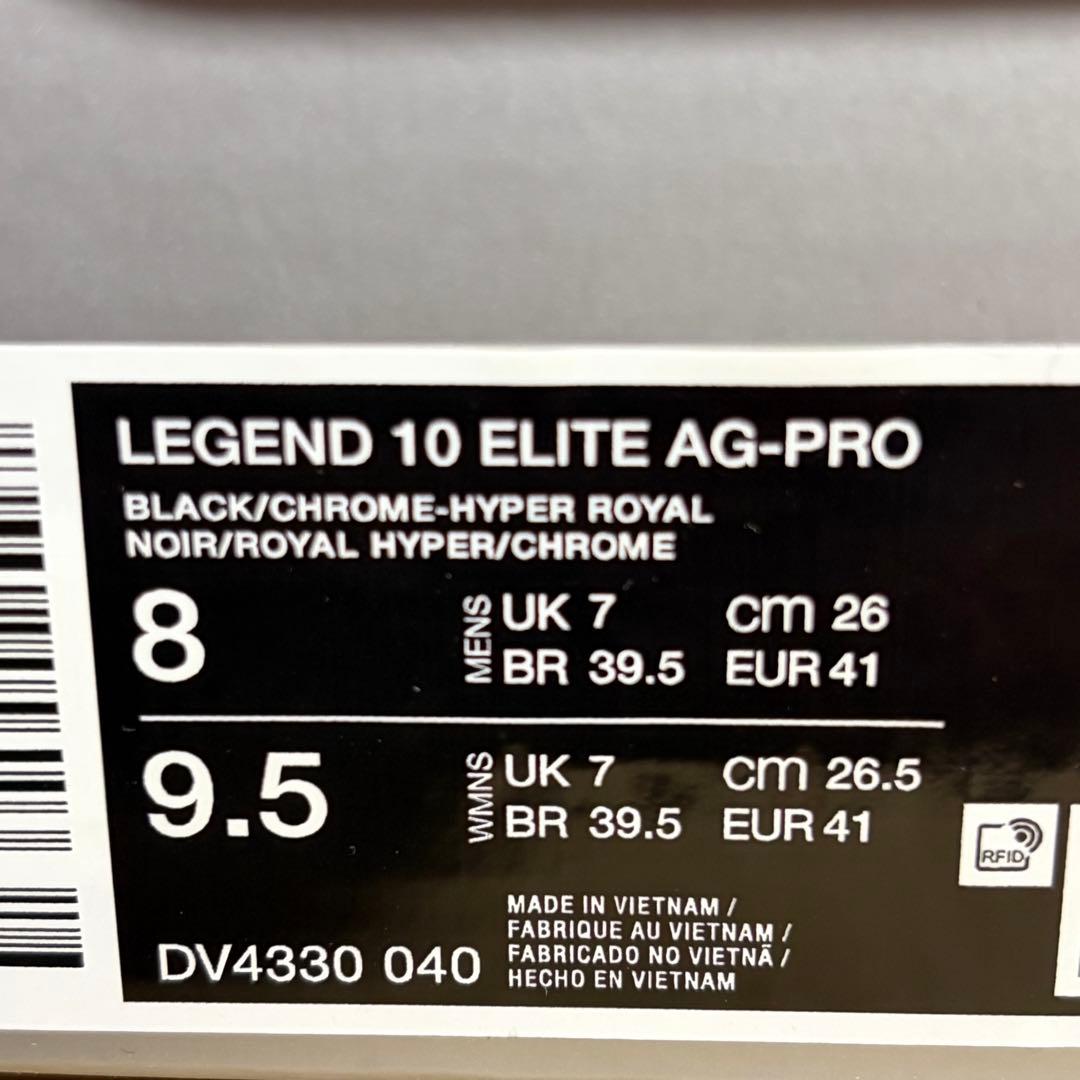 LEGEND 10 ELITE AG-PRO
BLACK/CHROME-HYPER ROYAL
NOIR/ROYAL HYPER/CHROME
8 MENS UK 7 cm 26
BR 39.5 EUR 41
9.5 WMNS UK 7 cm 26.5
BR 39.5 EUR 41
RFID
MADE IN VIETNAM /
FABRIQUE AU VIETNAM /
FABRICADO NO VIETNÃ /
HECHO EN VIETNAM
DV4330 040